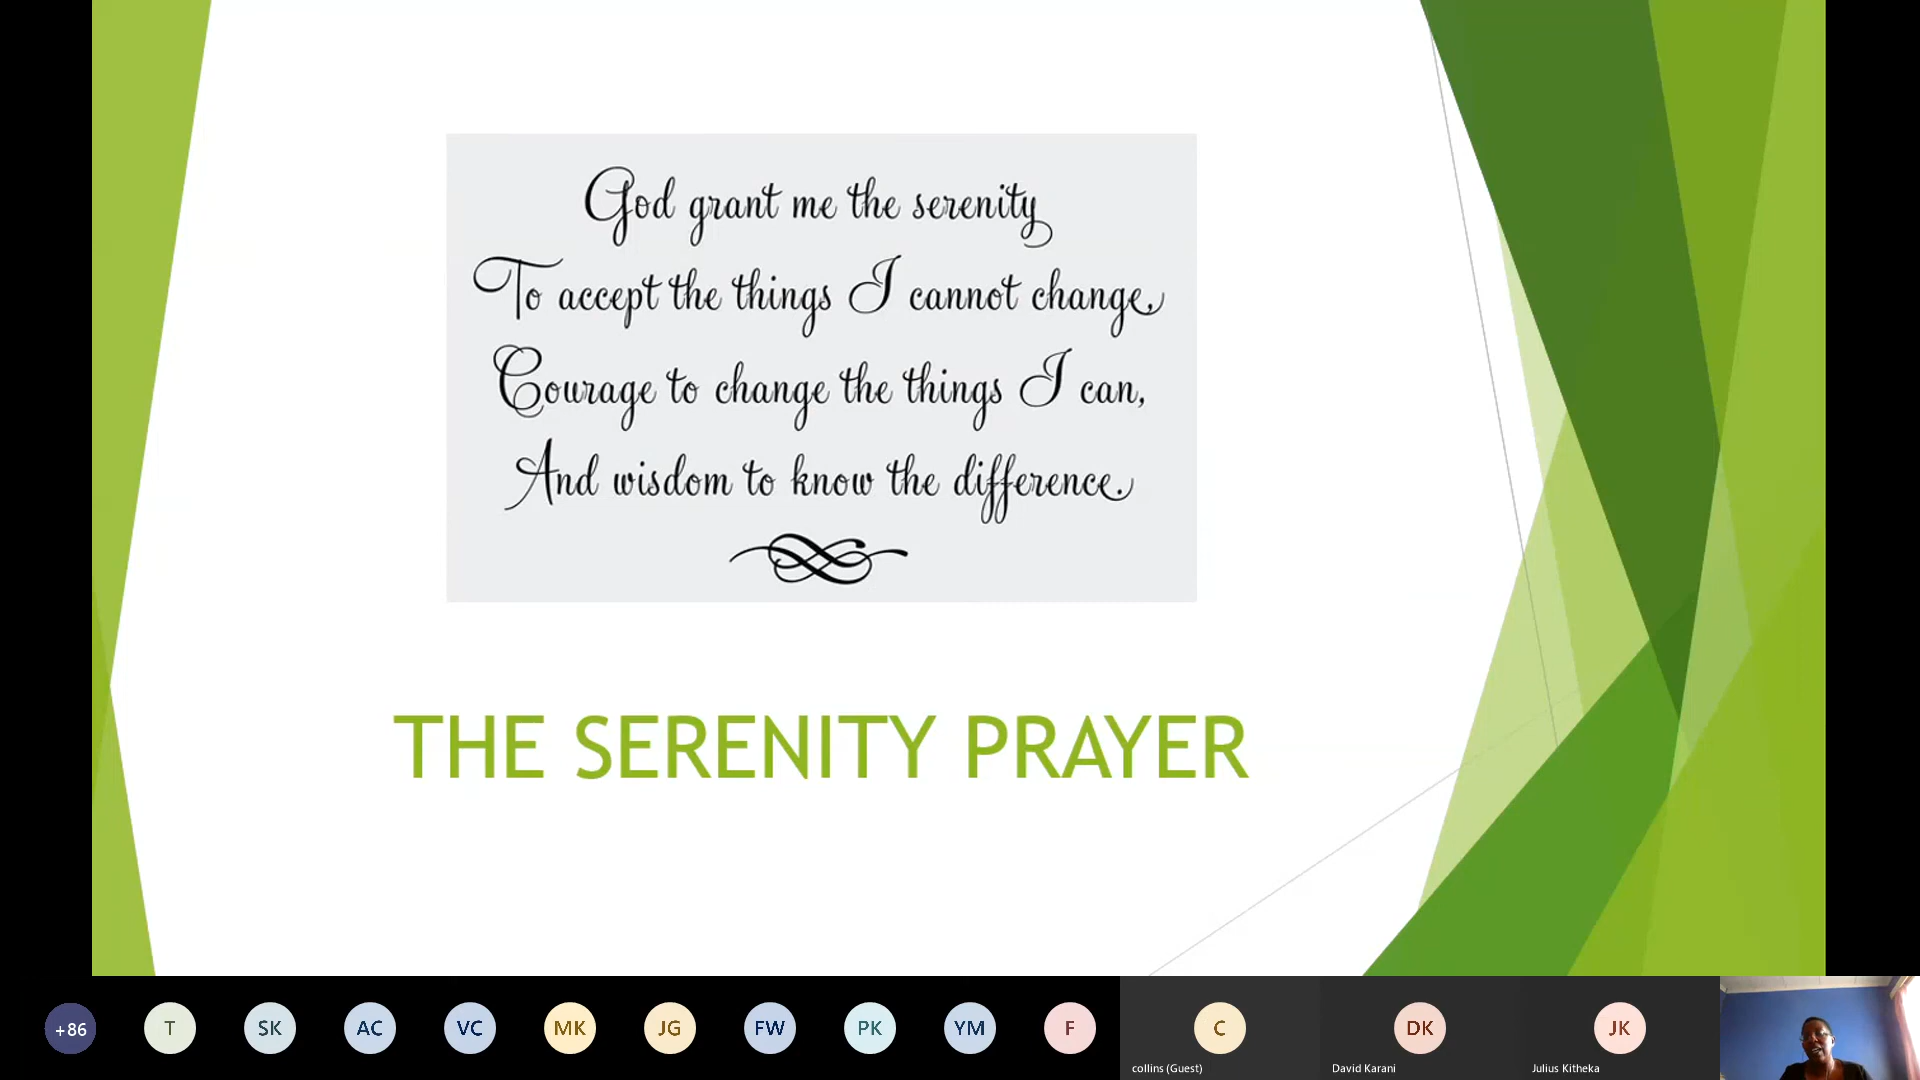 God grant me the serenity
To accept the things I cannot change,
Courage to change the things I can,
And wisdom to know the difference.
THE SERENITY PRAYER
+86
T
SK
AC
VC
MK
JG
FW
PK
YM
F
C
DK
JK
collins (Guest)
David Karani
Julius Kitheka